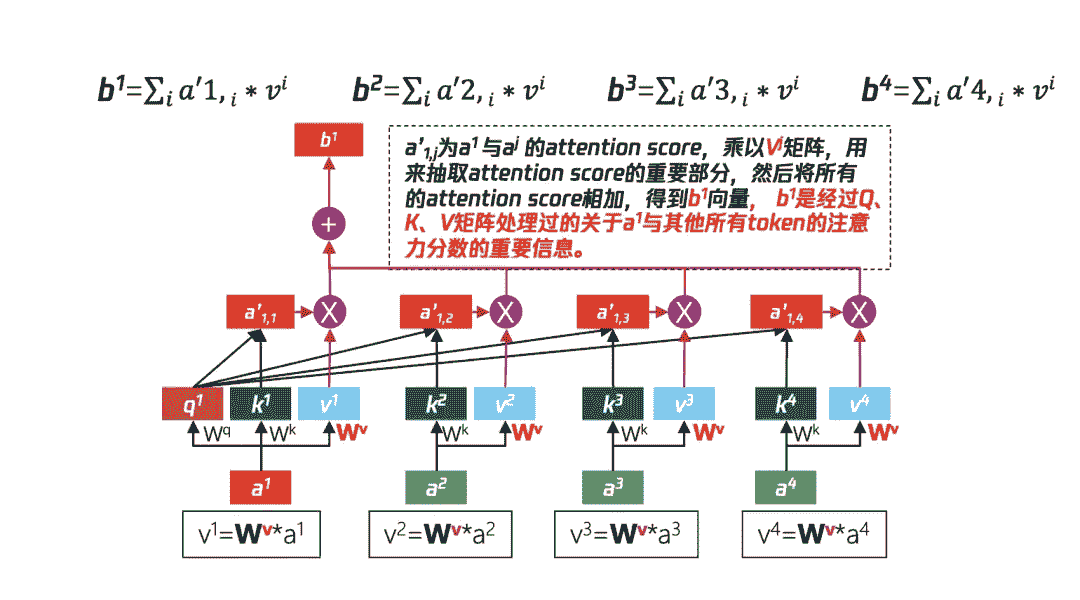 b¹=∑ᵢ a′1,ᵢ * vⁱ b²=∑ᵢ a′2,ᵢ * vⁱ b³=∑ᵢ a′3,ᵢ * vⁱ b⁴=∑ᵢ a′4,ᵢ * vⁱ
b¹
a’₁,ⱼ为a¹与aʲ的attention score，乘以Vʲ矩阵，用
来抽取attention score的重要部分，然后将所有
的attention score相加，得到b¹向量，b¹是经过Q、
K、V矩阵处理过的关于a¹与其他所有token的注意
力分数的重要信息。
+
a’₁,₁ X a’₁,₂ X a’₁,₃ X a’₁,₄ X
q¹ k¹ v¹ k² v² k³ v³ k⁴ v⁴
Wq Wk Wv Wk Wv Wk Wv Wk Wv
a¹ a² a³ a⁴
v¹=Wv*a¹ v²=Wv*a² v³=Wv*a³ v⁴=Wv*a⁴